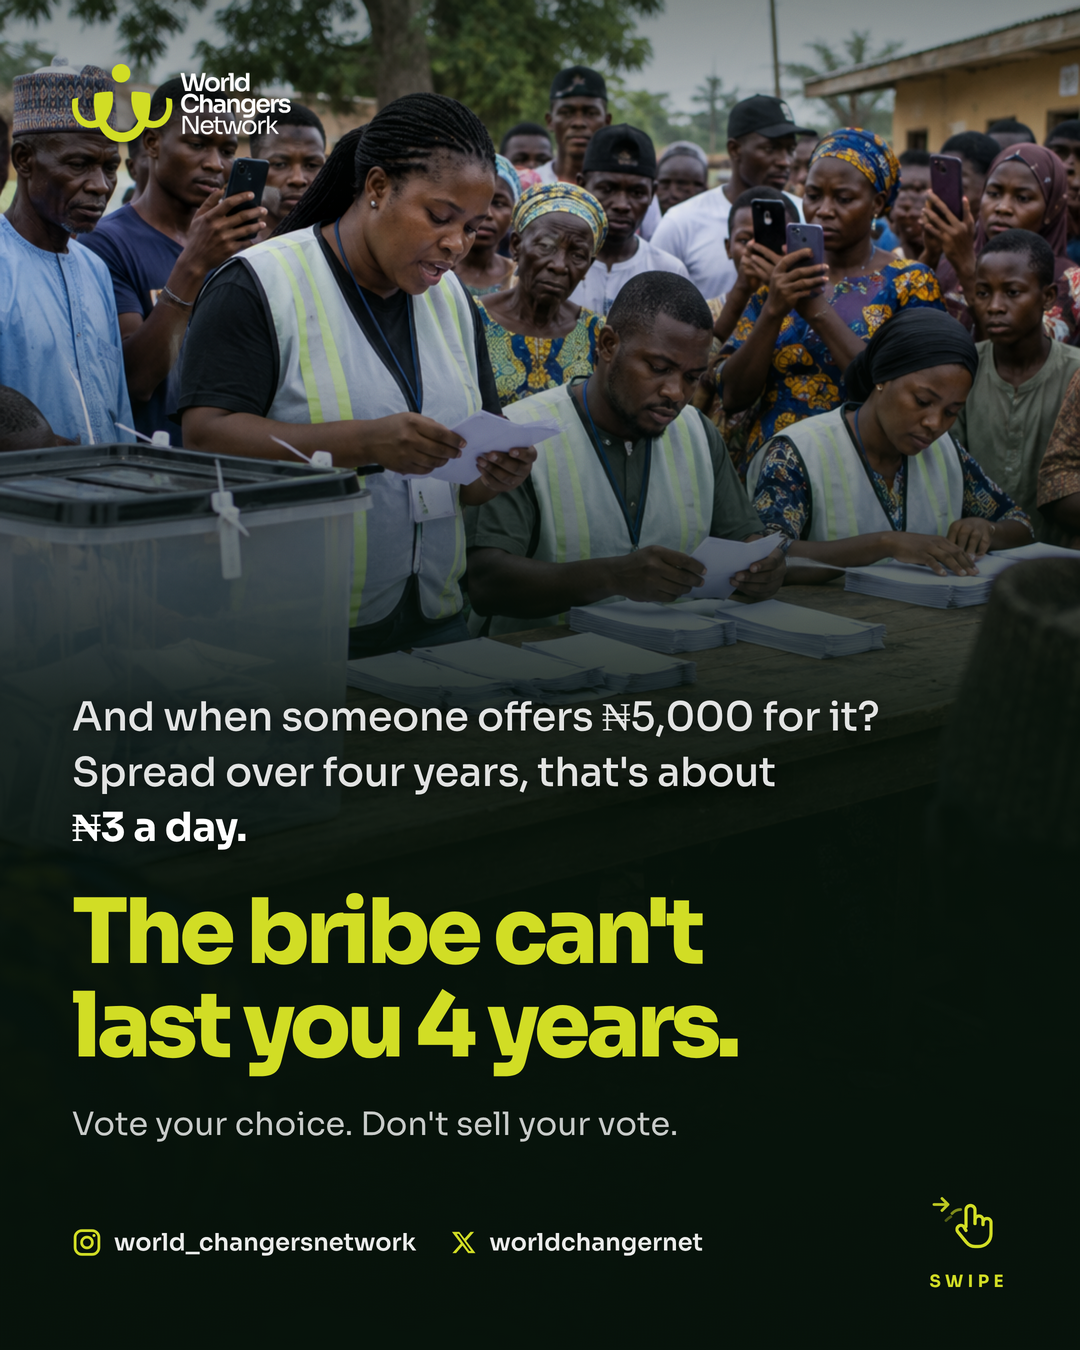 World
Changers
Network
And when someone offers ₦5,000 for it?
Spread over four years, that's about
₦3 a day.
The bribe can't
last you 4 years.
Vote your choice. Don't sell your vote.
world_changersnetwork worldchangernet
SWIPE